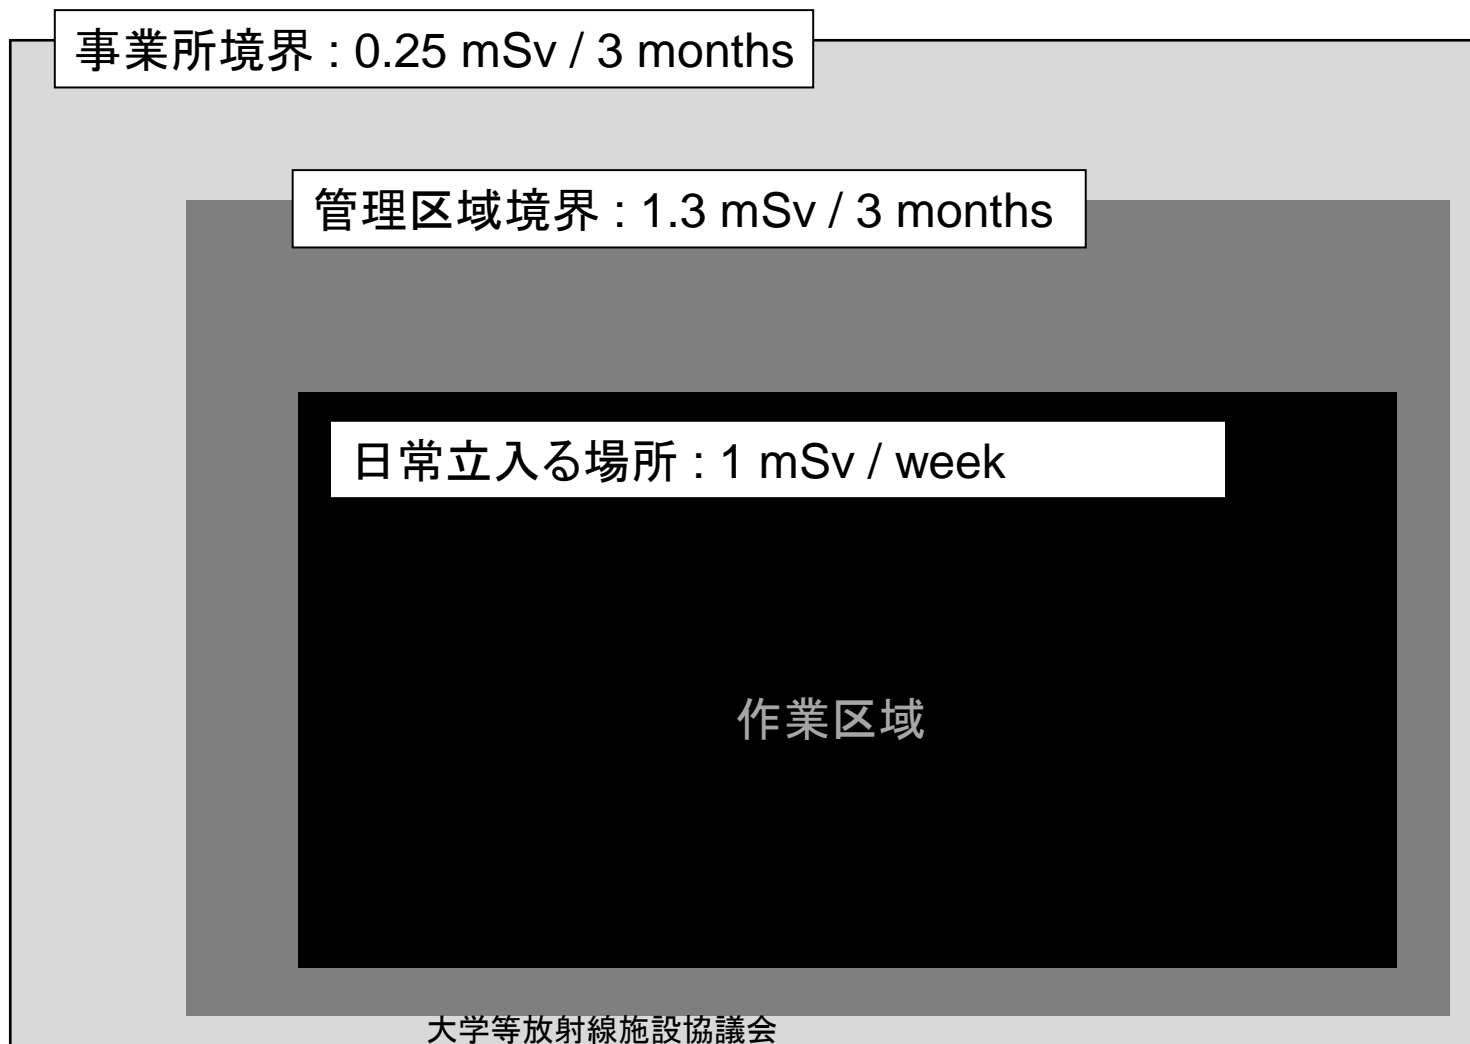 事業所境界 : 0.25 mSv / 3 months
管理区域境界 : 1.3 mSv / 3 months
日常立入る場所 : 1 mSv / week
作業区域
大学等放射線施設協議会